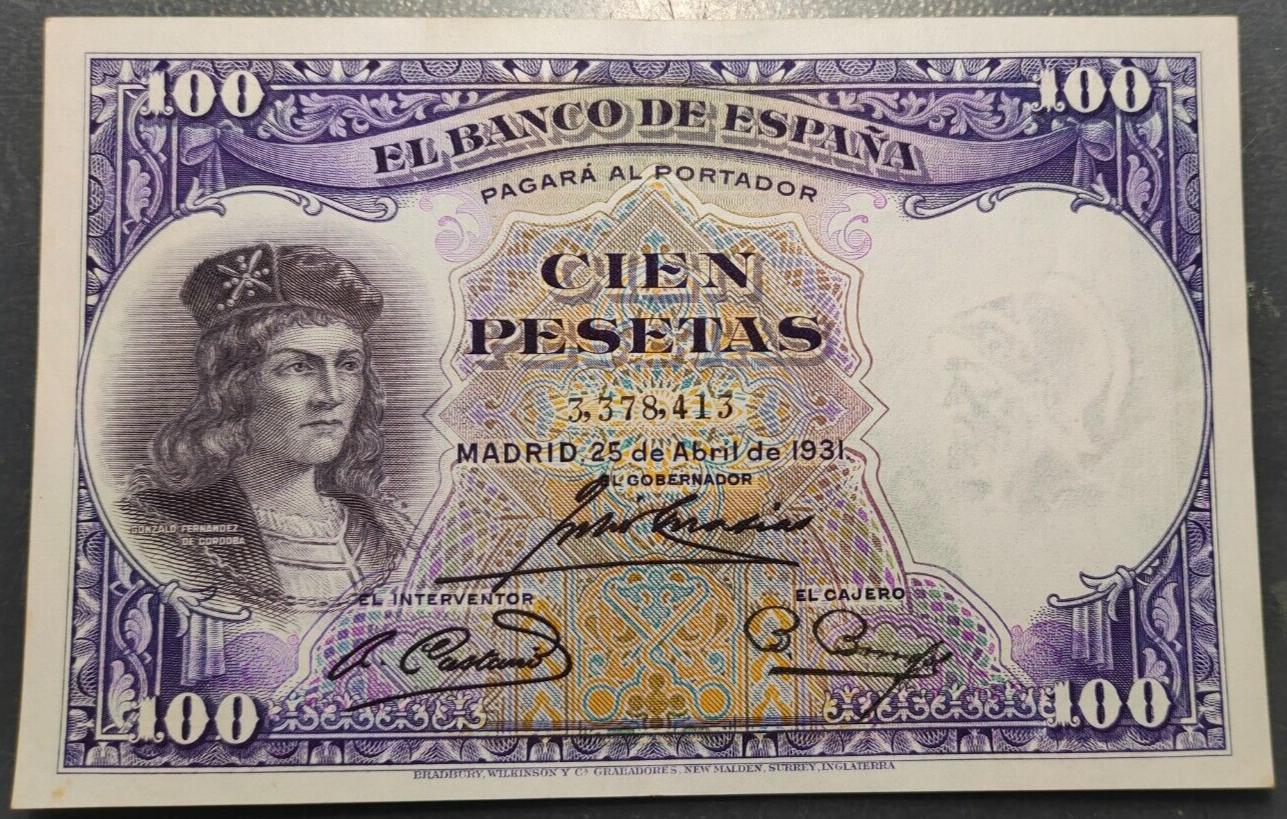 100 100
EL BANCO DE ESPAÑA
PAGARÁ AL PORTADOR
CIEN
PESETAS
3,378,413
MADRID, 25 de Abril de 1931.
EL GOBERNADOR
GONZALO FERNANDEZ
DE CORDOBA
EL INTERVENTOR
EL CAJERO
100 100
BRADBURY, WILKINSON Y Cª GRABADORES, NEW MALDEN, SURREY, INGLATERRA